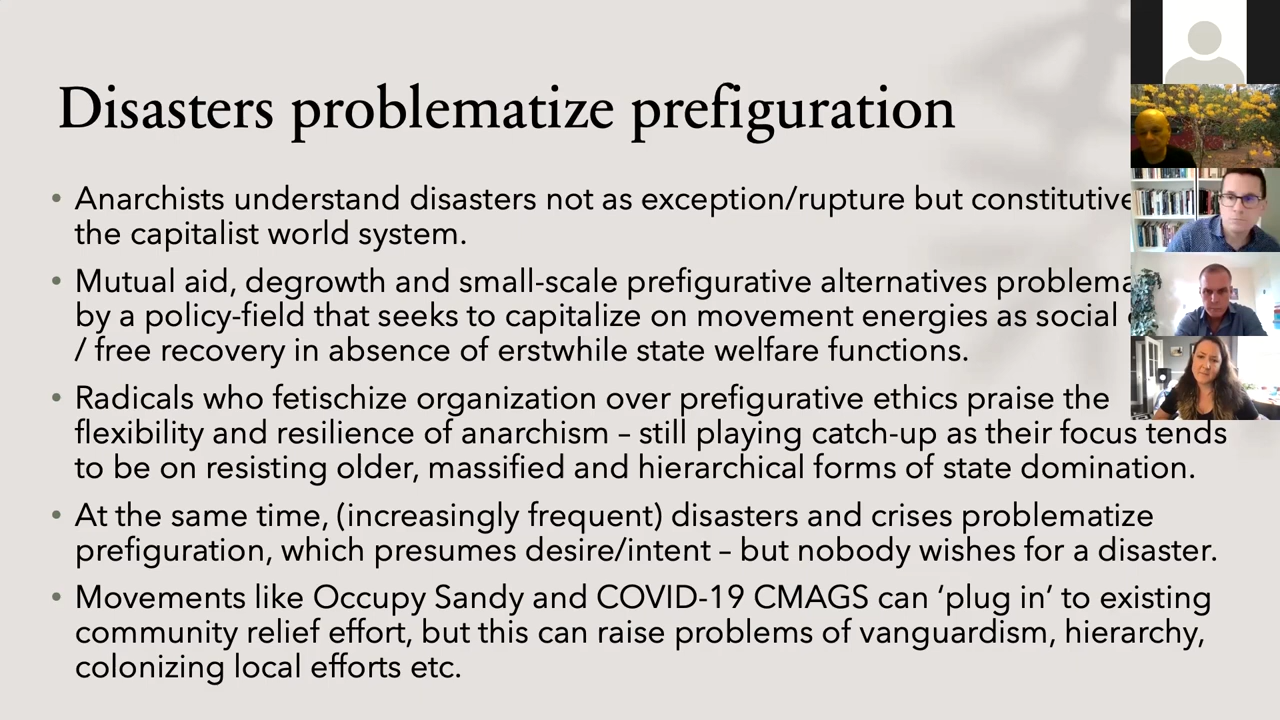 Disasters problematize prefiguration
• Anarchists understand disasters not as exception/rupture but constitutive
the capitalist world system.
• Mutual aid, degrowth and small-scale prefigurative alternatives
by a policy-field that seeks to capitalize on movement energies as social
/ free recovery in absence of erstwhile state welfare functions.
• Radicals who fetischize organization over prefigurative ethics praise the
flexibility and resilience of anarchism – still playing catch-up as their focus tends
to be on resisting older, massified and hierarchical forms of state domination.
• At the same time, (increasingly frequent) disasters and crises problematize
prefiguration, which presumes desire/intent – but nobody wishes for a disaster.
• Movements like Occupy Sandy and COVID-19 CMAGS can ‘plug in’ to existing
community relief effort, but this can raise problems of vanguardism, hierarchy,
colonizing local efforts etc.